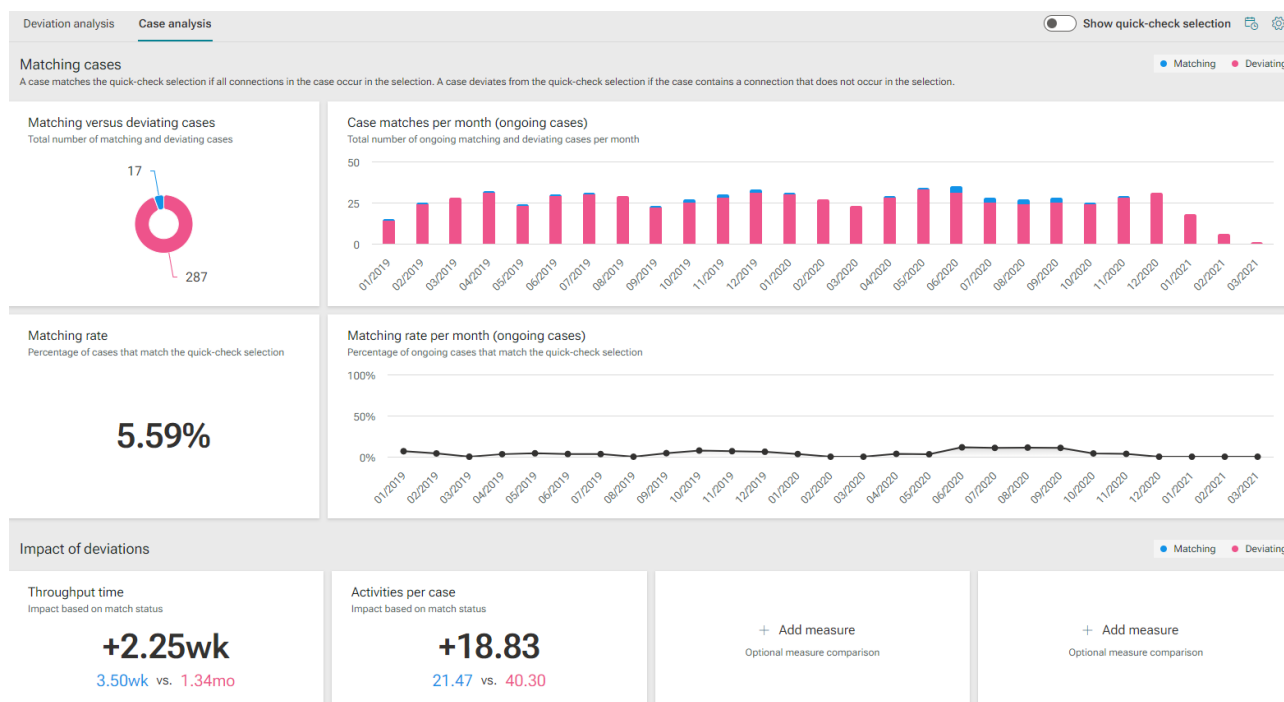 Deviation analysis Case analysis Show quick-check selection
Matching cases
A case matches the quick-check selection if all connections in the case occur in the selection. A case deviates from the quick-check selection if the case contains a connection that does not occur in the selection.
Matching Deviating
Matching versus deviating cases
Total number of matching and deviating cases
17
287
Case matches per month (ongoing cases)
Total number of ongoing matching and deviating cases per month
50
25
0
01/2019 02/2019 03/2019 04/2019 05/2019 06/2019 07/2019 08/2019 09/2019 10/2019 11/2019 12/2019 01/2020 02/2020 03/2020 04/2020 05/2020 06/2020 07/2020 08/2020 09/2020 10/2020 11/2020 12/2020 01/2021 02/2021 03/2021
Matching rate
Percentage of cases that match the quick-check selection
5.59%
Matching rate per month (ongoing cases)
Percentage of ongoing cases that match the quick-check selection
100%
50%
0%
01/2019 02/2019 03/2019 04/2019 05/2019 06/2019 07/2019 08/2019 09/2019 10/2019 11/2019 12/2019 01/2020 02/2020 03/2020 04/2020 05/2020 06/2020 07/2020 08/2020 09/2020 10/2020 11/2020 12/2020 01/2021 02/2021 03/2021
Impact of deviations
Matching Deviating
Throughput time
Impact based on match status
+2.25wk
3.50wk vs. 1.34mo
Activities per case
Impact based on match status
+18.83
21.47 vs. 40.30
+ Add measure
Optional measure comparison
+ Add measure
Optional measure comparison